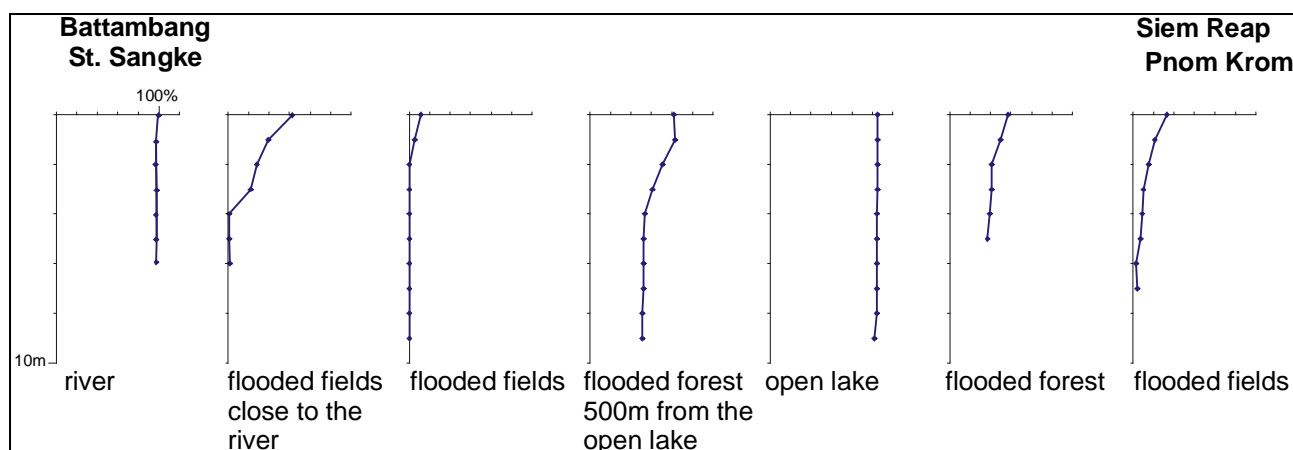 Battambang
St. Sangke
Siem Reap
Pnom Krom
100%
10m
river
flooded fields
close to the
river
flooded fields
flooded forest
500m from the
open lake
open lake
flooded forest
flooded fields